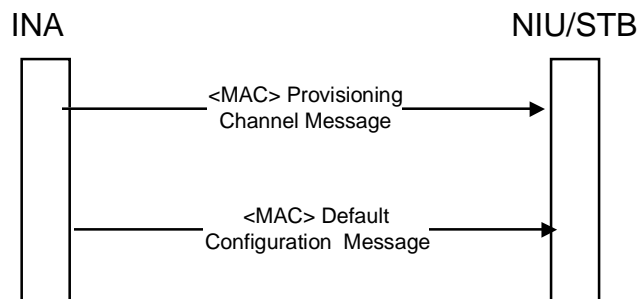 INA
NIU/STB
<MAC> Provisioning
Channel Message
<MAC> Default
Configuration Message